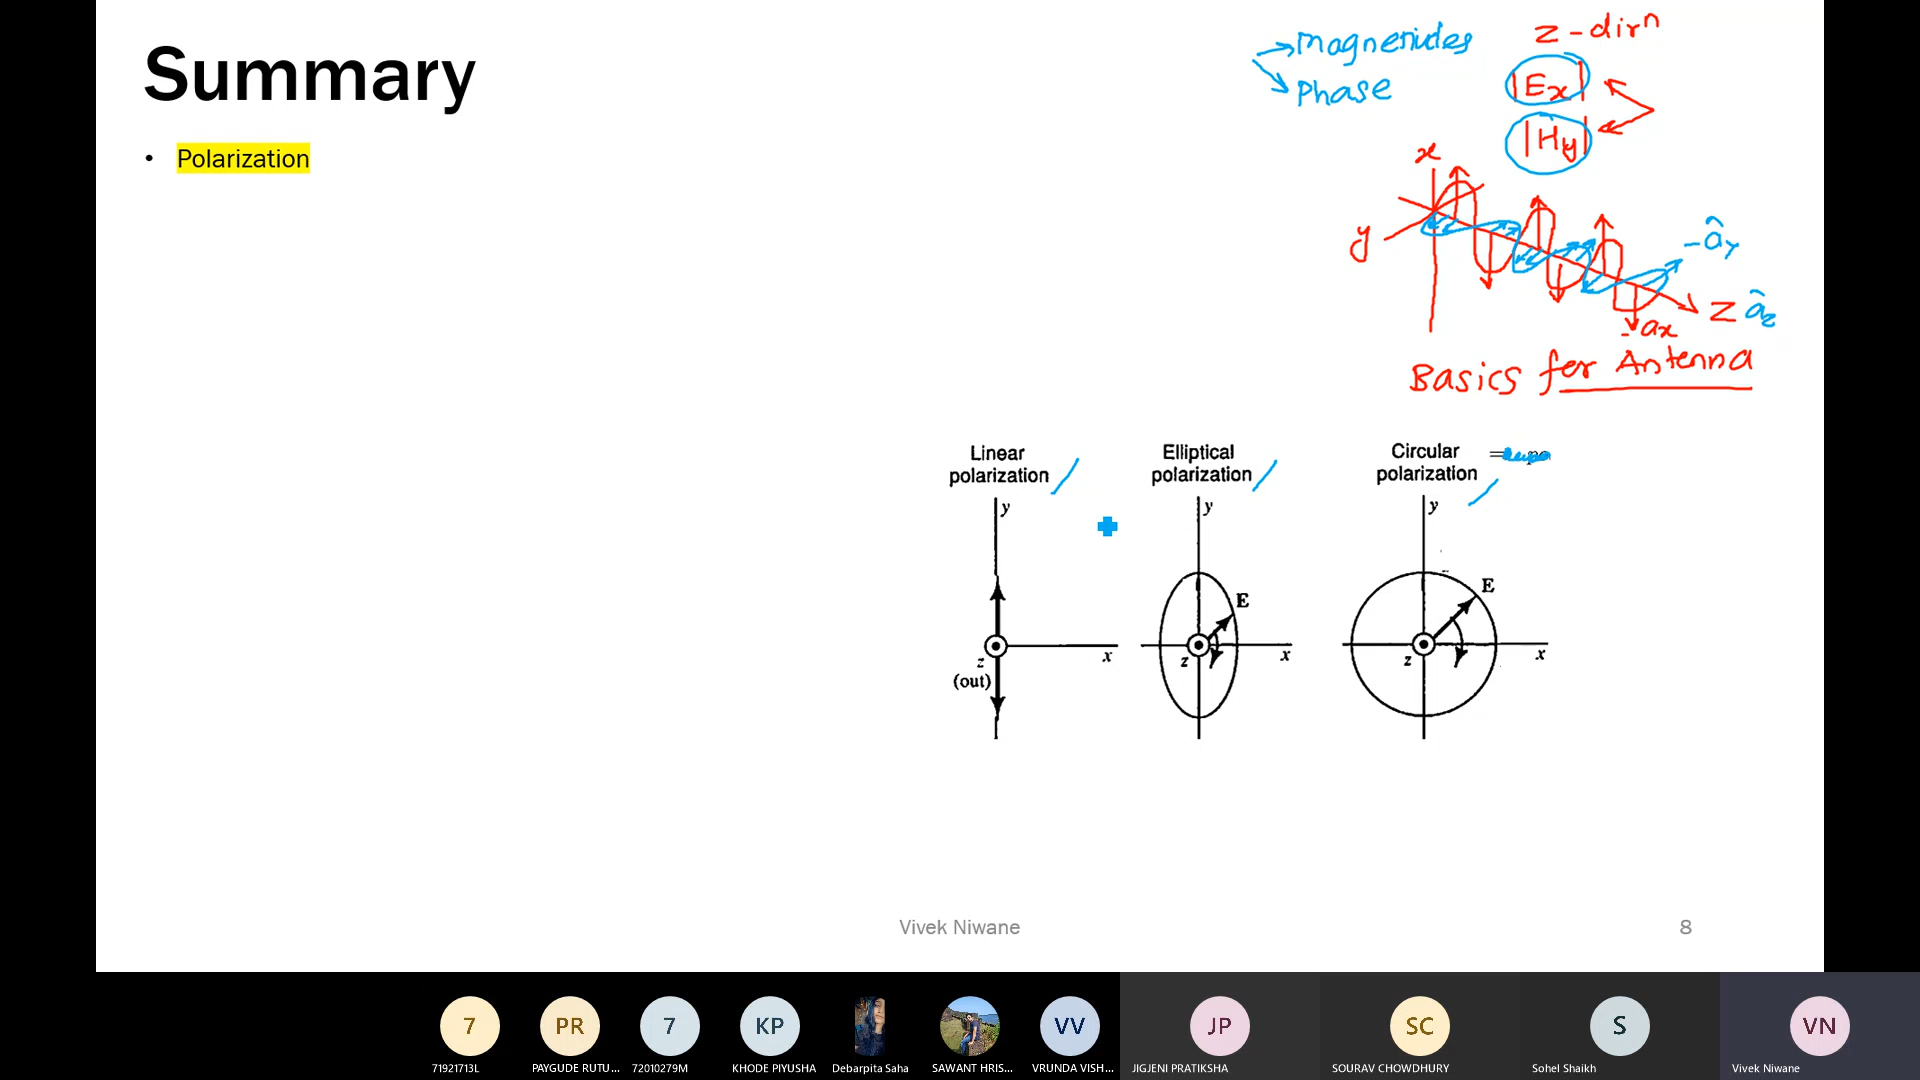 Summary
• Polarization
magnetiudes
Phase
z-dirⁿ
|Ex|
|Hy|
x
y
-ây
z âz
-ax
Basics for Antenna
Linear
polarization
Elliptical
polarization
Circular
polarization
y
x
z
(out)
y
E
x
z
y
E
x
z
Vivek Niwane
8
7
PR
7
KP
VV
JP
SC
S
VN
71921713L
PAYGUDE RUTU...
72010279M
KHODE PIYUSHA
Debarpita Saha
SAWANT HRIS...
VRUNDA VISH...
JIGJENI PRATIKSHA
SOURAV CHOWDHURY
Sohel Shaikh
Vivek Niwane